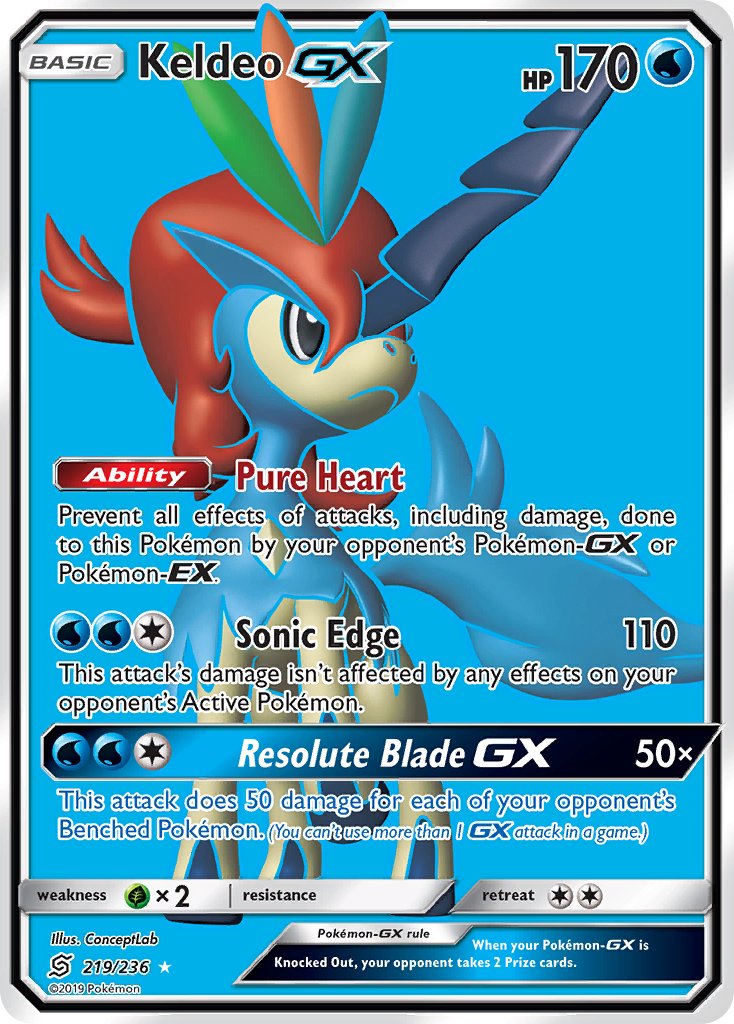 BASIC Keldeo GX HP 170
Ability Pure Heart
Prevent all effects of attacks, including damage, done
to this Pokémon by your opponent's Pokémon-GX or
Pokémon-EX.
Sonic Edge 110
This attack's damage isn't affected by any effects on your
opponent's Active Pokémon.
Resolute Blade GX 50×
This attack does 50 damage for each of your opponent's
Benched Pokémon. (You can't use more than 1 GX attack in a game.)
weakness ×2 resistance retreat
Illus. ConceptLab
219/236
©2019 Pokémon
Pokémon-GX rule
When your Pokémon-GX is
Knocked Out, your opponent takes 2 Prize cards.